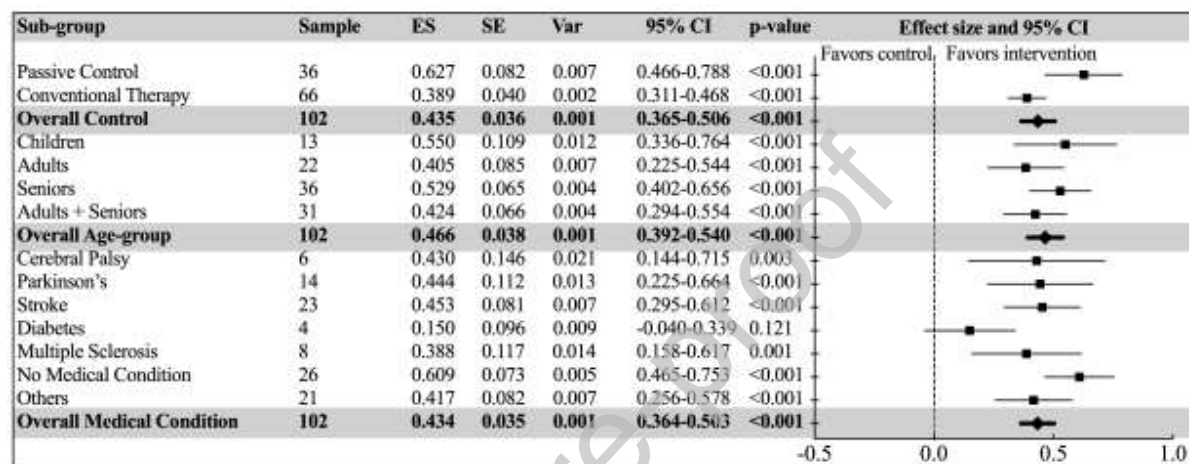 Sub-group Sample ES SE Var 95% CI p-value Effect size and 95% CI
Favors control Favors intervention
Passive Control 36 0.627 0.082 0.007 0.466-0.788 <0.001
Conventional Therapy 66 0.389 0.040 0.002 0.311-0.468 <0.001
Overall Control 102 0.435 0.036 0.001 0.365-0.506 <0.001
Children 13 0.550 0.109 0.012 0.336-0.764 <0.001
Adults 22 0.405 0.085 0.007 0.225-0.544 <0.001
Seniors 36 0.529 0.065 0.004 0.402-0.656 <0.001
Adults + Seniors 31 0.424 0.066 0.004 0.294-0.554 <0.001
Overall Age-group 102 0.466 0.038 0.001 0.392-0.540 <0.001
Cerebral Palsy 6 0.430 0.146 0.021 0.144-0.715 0.003
Parkinson's 14 0.444 0.112 0.013 0.225-0.664 <0.001
Stroke 23 0.453 0.081 0.007 0.295-0.612 <0.001
Diabetes 4 0.150 0.096 0.009 -0.040-0.339 0.121
Multiple Sclerosis 8 0.388 0.117 0.014 0.158-0.617 0.001
No Medical Condition 26 0.609 0.073 0.005 0.465-0.753 <0.001
Others 21 0.417 0.082 0.007 0.256-0.578 <0.001
Overall Medical Condition 102 0.434 0.035 0.001 0.364-0.503 <0.001
-0.5 0.0 0.5 1.0